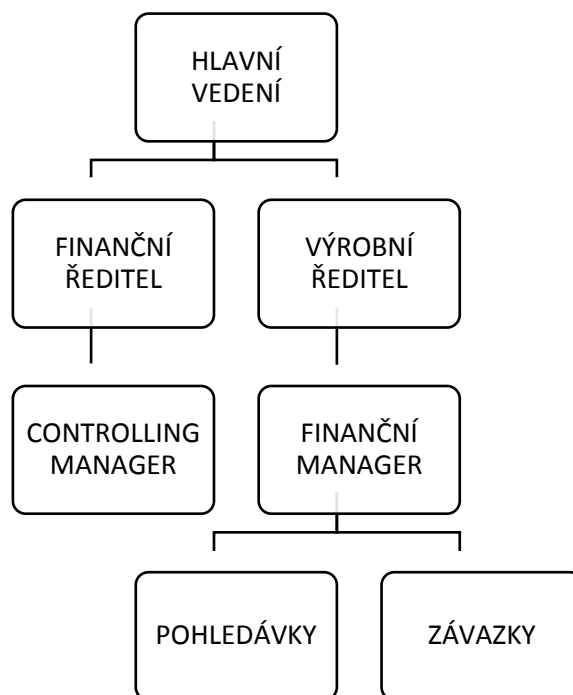 HLAVNÍ
VEDENÍ
FINANČNÍ
ŘEDITEL
VÝROBNÍ
ŘEDITEL
CONTROLLING
MANAGER
FINANČNÍ
MANAGER
POHLEDÁVKY
ZÁVAZKY